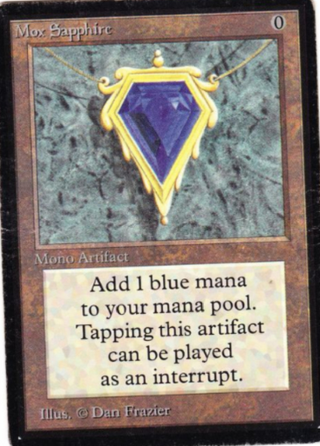 Mox Sapphire 0
Mono Artifact
Add 1 blue mana
to your mana pool.
Tapping this artifact
can be played
as an interrupt.
Illus. © Dan Frazier